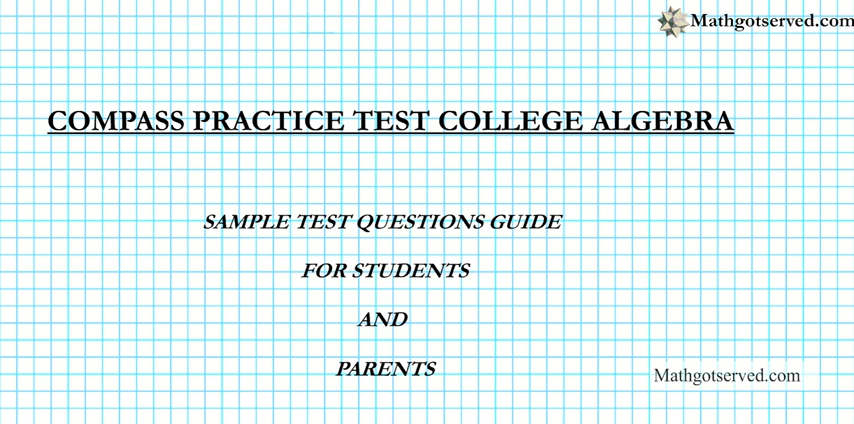 Mathgotserved.com
COMPASS PRACTICE TEST COLLEGE ALGEBRA
SAMPLE TEST QUESTIONS GUIDE
FOR STUDENTS
AND
PARENTS
Mathgotserved.com